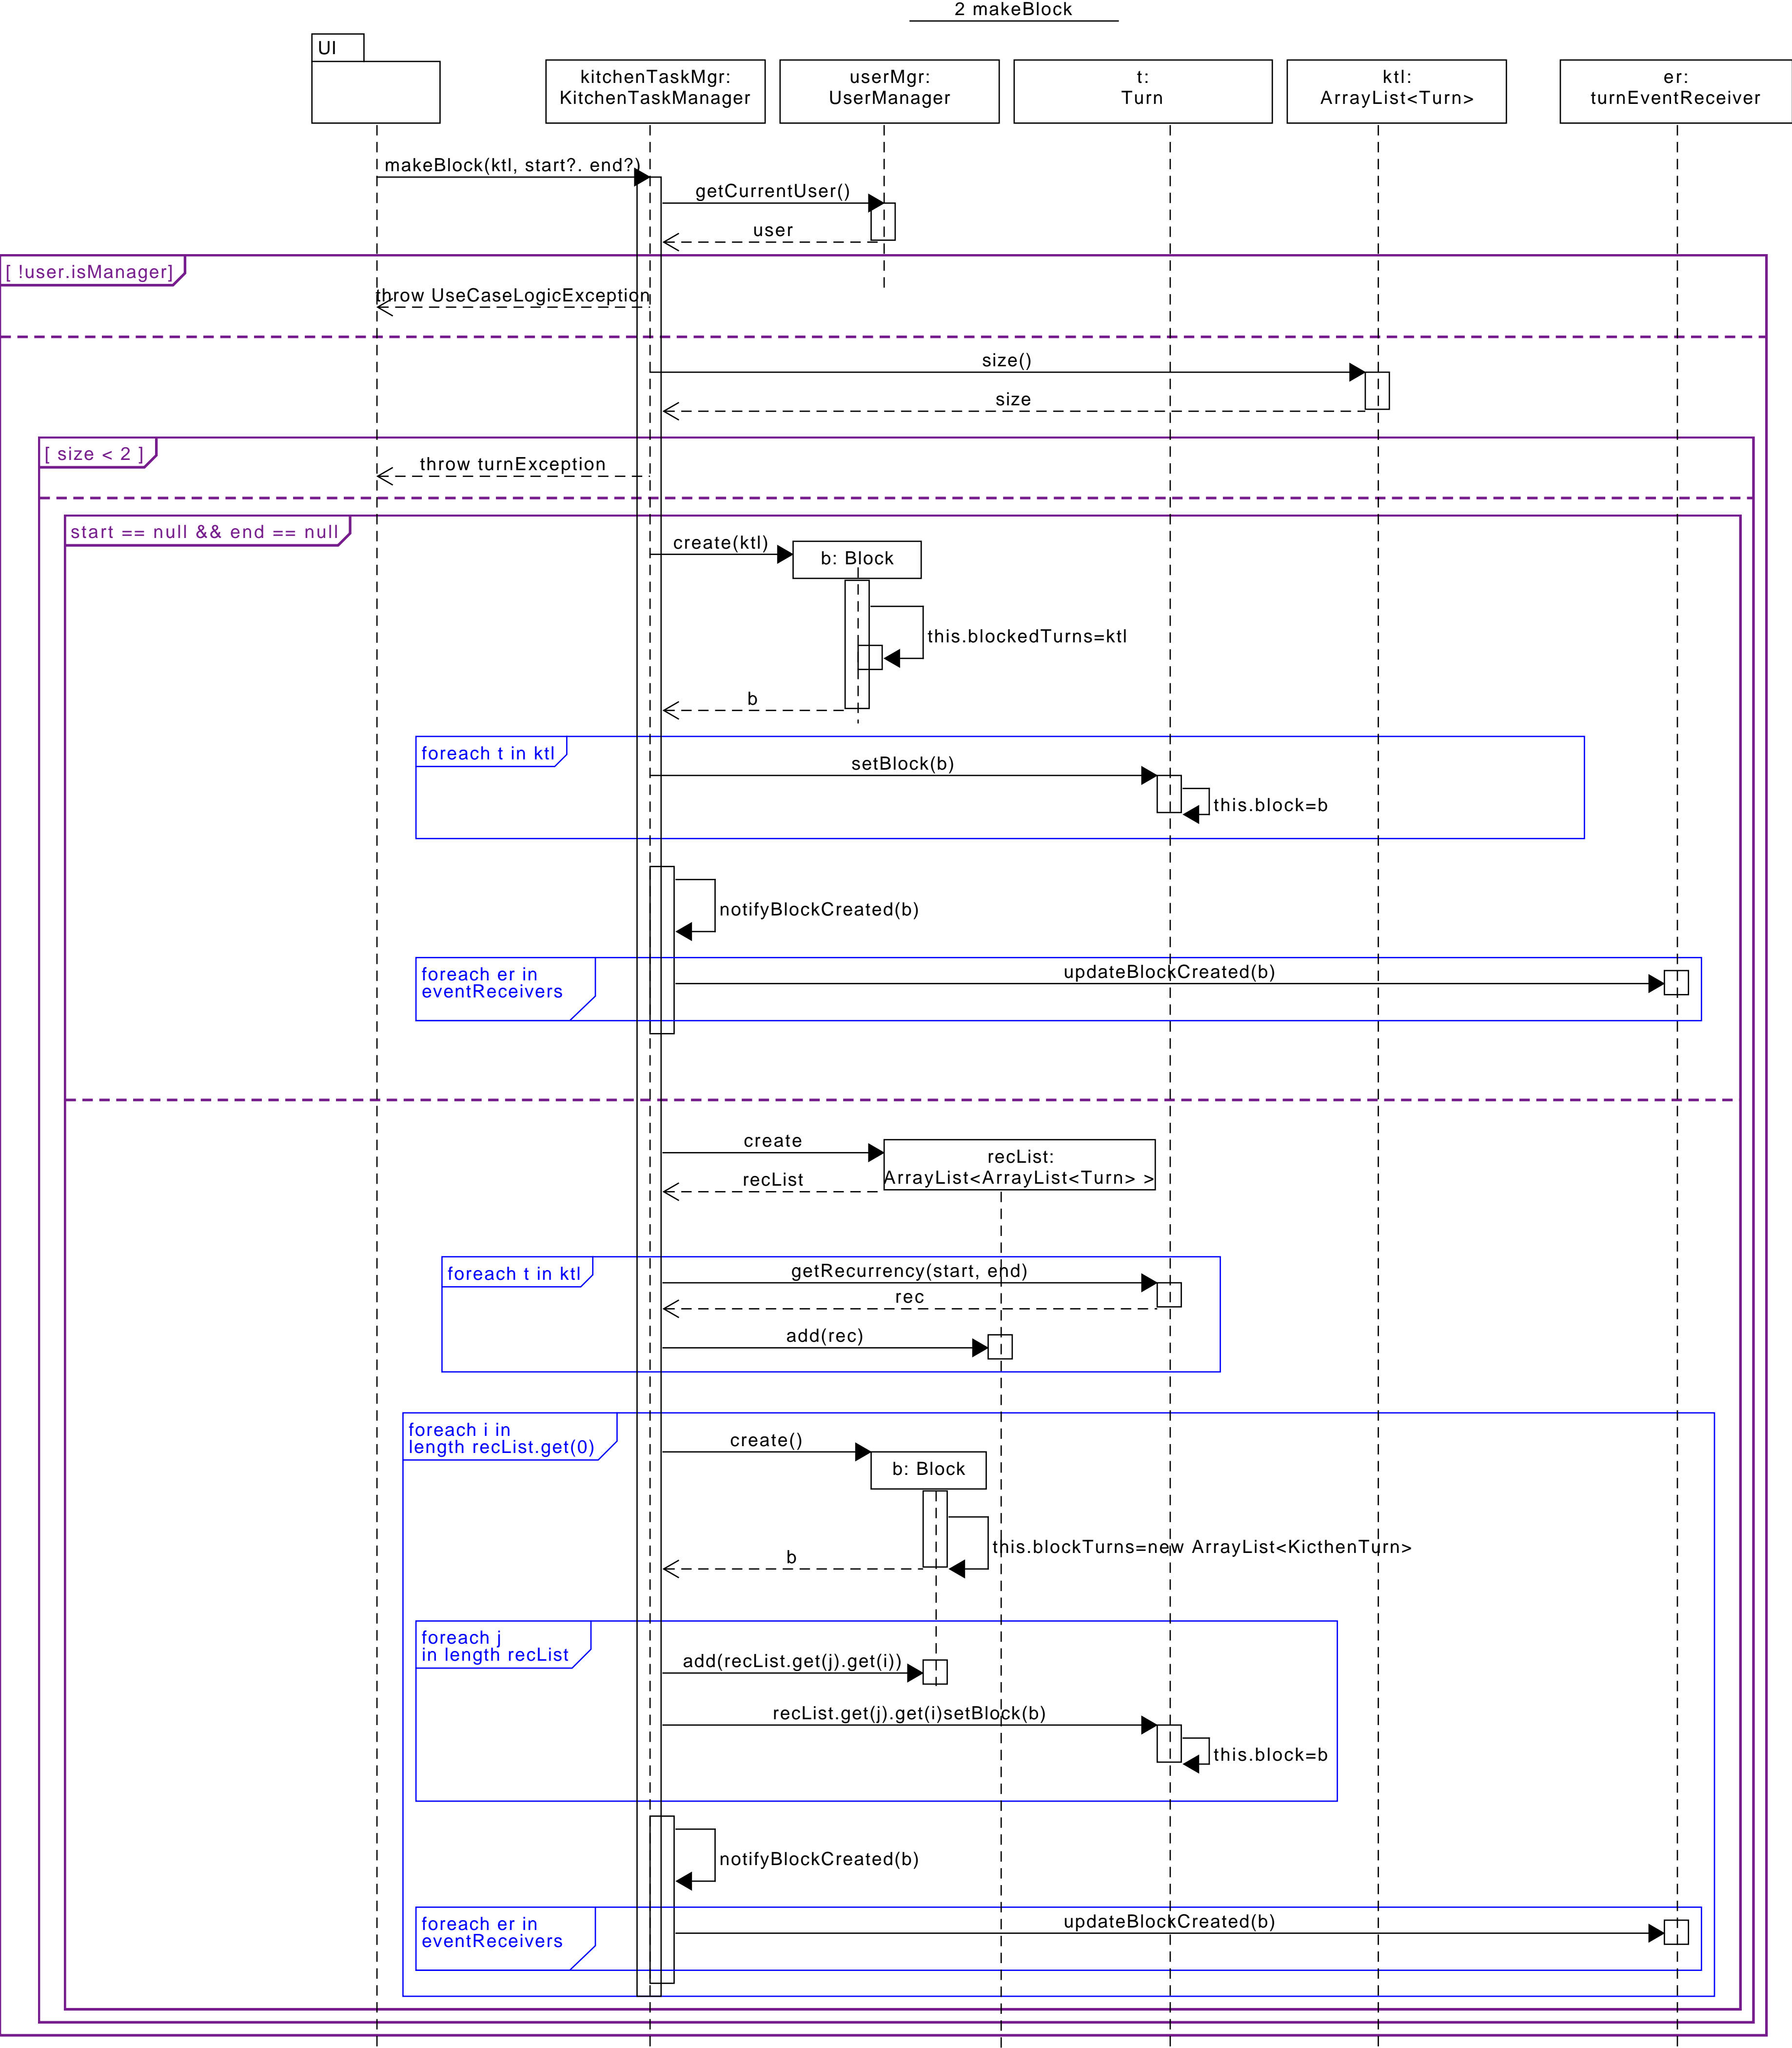 2 makeBlock
UI
kitchenTaskMgr:
KitchenTaskManager
userMgr:
UserManager
t:
Turn
ktl:
ArrayList<Turn>
er:
turnEventReceiver
makeBlock(ktl, start?. end?)
getCurrentUser()
user
[ !user.isManager]
throw UseCaseLogicException
size()
size
[ size < 2 ]
throw turnException
start == null && end == null
create(ktl)
b: Block
this.blockedTurns=ktl
b
foreach t in ktl
setBlock(b)
this.block=b
notifyBlockCreated(b)
foreach er in
eventReceivers
updateBlockCreated(b)
create
recList:
ArrayList<ArrayList<Turn> >
recList
foreach t in ktl
getRecurrency(start, end)
rec
add(rec)
foreach i in
length recList.get(0)
create()
b: Block
this.blockTurns=new ArrayList<KicthenTurn>
b
foreach j
in length recList
add(recList.get(j).get(i))
recList.get(j).get(i)setBlock(b)
this.block=b
notifyBlockCreated(b)
foreach er in
eventReceivers
updateBlockCreated(b)